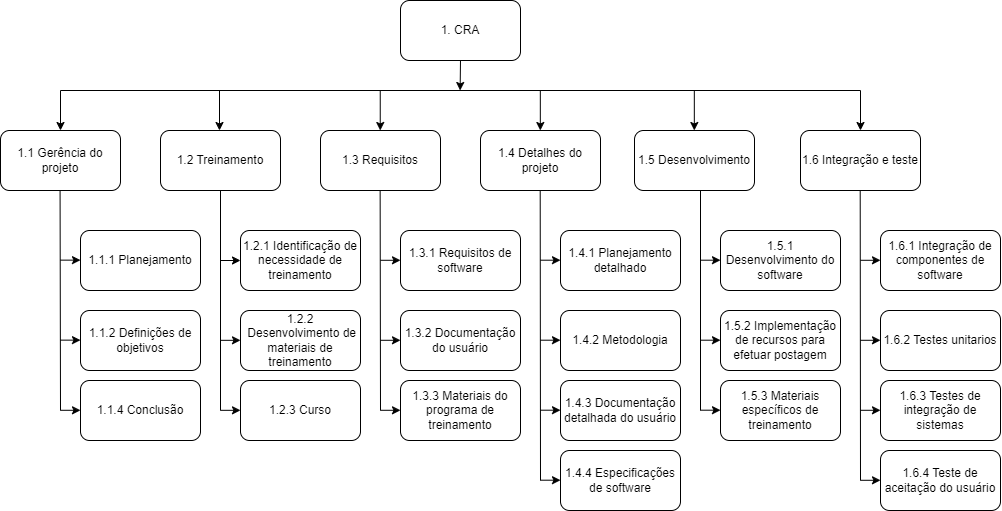 1. CRA
1.1 Gerência do
projeto
1.2 Treinamento
1.3 Requisitos
1.4 Detalhes do
projeto
1.5 Desenvolvimento
1.6 Integração e teste
1.1.1 Planejamento
1.1.2 Definições de
objetivos
1.1.4 Conclusão
1.2.1 Identificação de
necessidade de
treinamento
1.2.2
Desenvolvimento de
materiais de
treinamento
1.2.3 Curso
1.3.1 Requisitos de
software
1.3.2 Documentação
do usuário
1.3.3 Materiais do
programa de
treinamento
1.4.1 Planejamento
detalhado
1.4.2 Metodologia
1.4.3 Documentação
detalhada do usuário
1.4.4 Especificações
de software
1.5.1
Desenvolvimento do
software
1.5.2 Implementação
de recursos para
efetuar postagem
1.5.3 Materiais
específicos de
treinamento
1.6.1 Integração de
componentes de
software
1.6.2 Testes unitarios
1.6.3 Testes de
integração de
sistemas
1.6.4 Teste de
aceitação do usuário